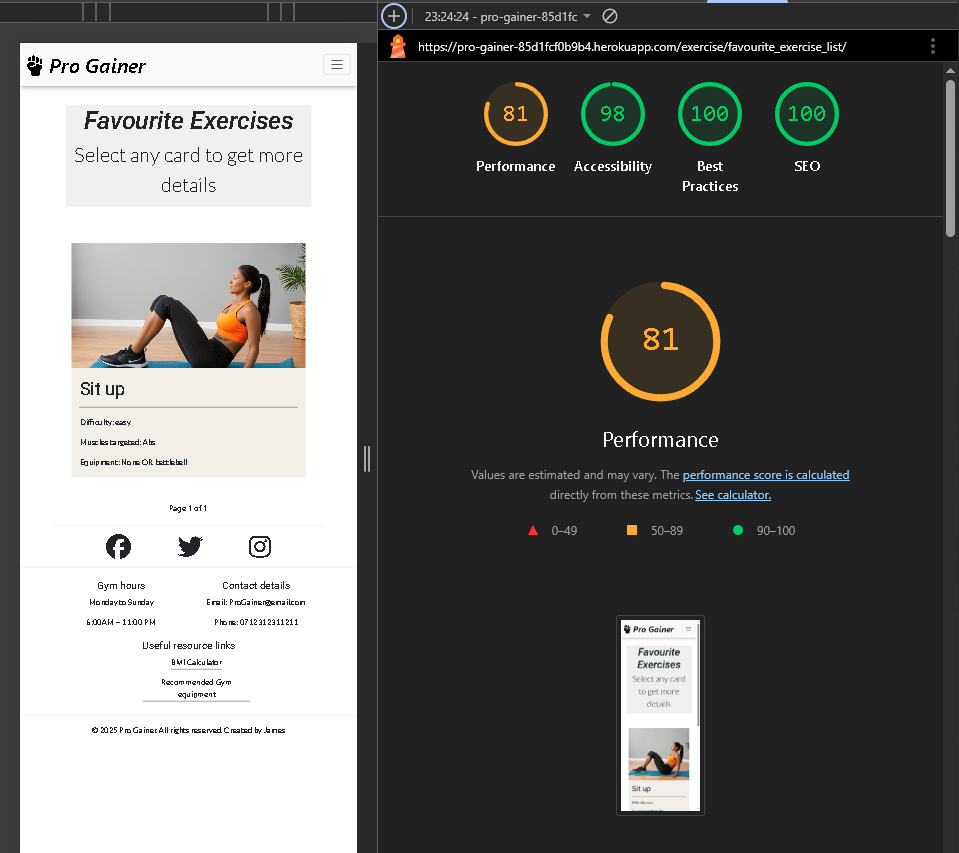 Pro Gainer
Favourite Exercises
Select any card to get more
details
Sit up
Difficulty: easy
Muscles targeted: Abs
Equipment: None OR kettlebell
Page 1 of 1
Gym hours
Monday to Sunday
6:00AM – 11:00 PM
Contact details
Email: ProGainer@email.com
Phone: 0712312311211
Useful resource links
BMI Calculator
Recommended Gym
equipment
© 2025 Pro Gainer. All rights reserved. Created by James
23:24:24 - pro-gainer-85d1fc
https://pro-gainer-85d1fcf0b9b4.herokuapp.com/exercise/favourite_exercise_list/
81
Performance
98
Accessibility
100
Best
Practices
100
SEO
81
Performance
Values are estimated and may vary. The performance score is calculated
directly from these metrics. See calculator.
0–49
50–89
90–100
Pro Gainer
Favourite
Exercises
Select any card
to get more
details
Sit up